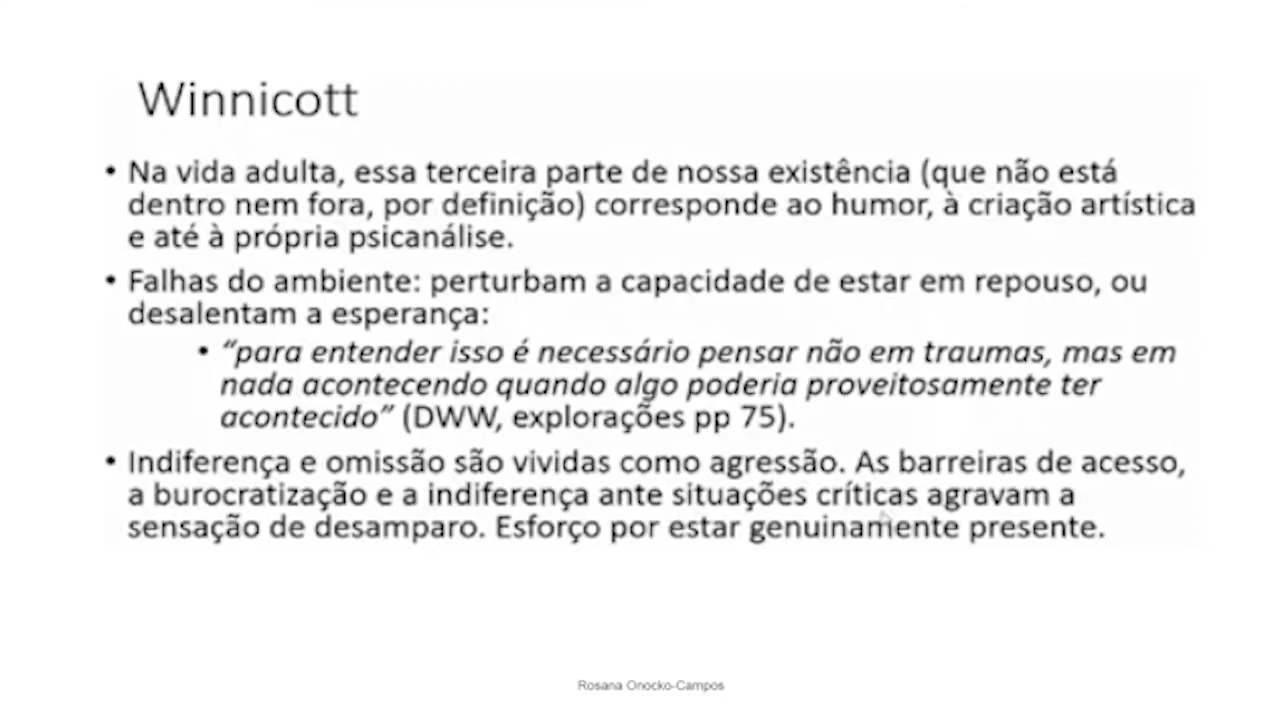 Winnicott
• Na vida adulta, essa terceira parte de nossa existência (que não está
dentro nem fora, por definição) corresponde ao humor, à criação artística
e até à própria psicanálise.
• Falhas do ambiente: perturbam a capacidade de estar em repouso, ou
desalentam a esperança:
• “para entender isso é necessário pensar não em traumas, mas em
nada acontecendo quando algo poderia proveitosamente ter
acontecido” (DWW, explorações pp 75).
• Indiferença e omissão são vividas como agressão. As barreiras de acesso,
a burocratização e a indiferença ante situações críticas agravam a
sensação de desamparo. Esforço por estar genuinamente presente.
Rosana Onocko-Campos